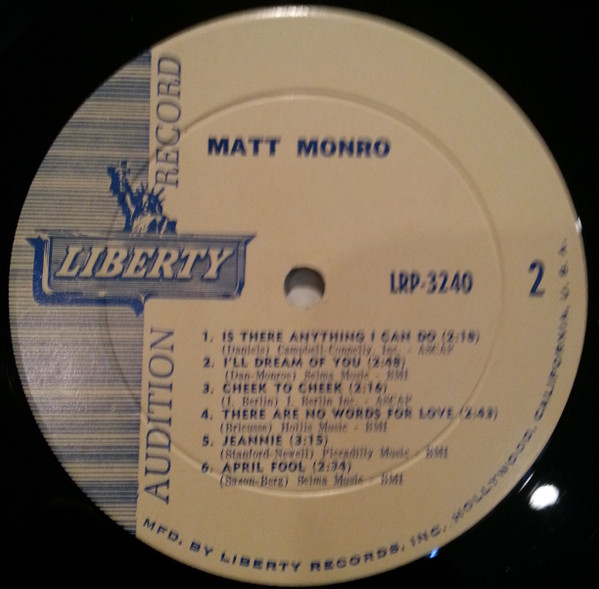 AUDITION RECORD
LIBERTY
MATT MONRO
LRP-3240
2
1. IS THERE ANYTHING I CAN DO (2:18)
(Daniels) Campbell-Connelly, Inc. - ASCAP
2. I'LL DREAM OF YOU (2:48)
(Dan-Monroe) Selma Music - BMI
3. CHEEK TO CHEEK (2:16)
(I. Berlin) I. Berlin Inc. - ASCAP
4. THERE ARE NO WORDS FOR LOVE (2:43)
(Bricusse) Hollis Music - BMI
5. JEANNIE (3:15)
(Stanford-Newell) Piccadilly Music - BMI
6. APRIL FOOL (2:34)
(Saxon-Berg) Selma Music - BMI
MFD. BY LIBERTY RECORDS, INC. HOLLYWOOD, CALIFORNIA, U.S.A.